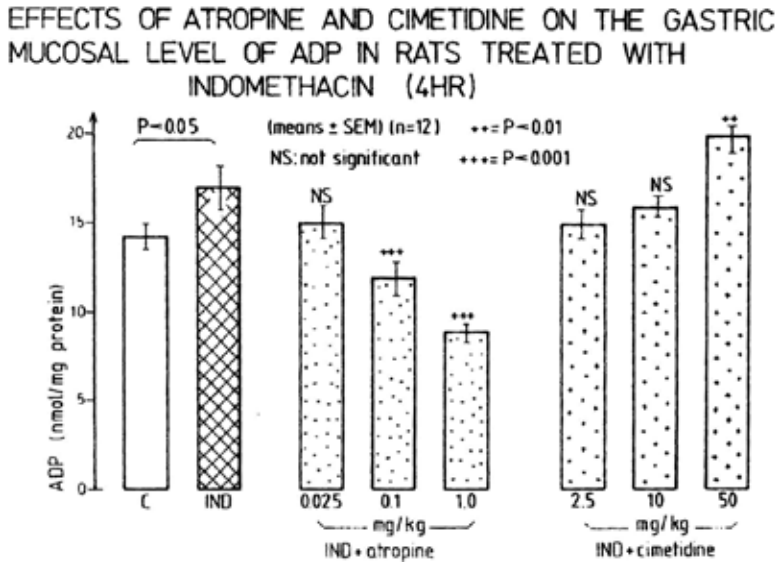 EFFECTS OF ATROPINE AND CIMETIDINE ON THE GASTRIC
MUCOSAL LEVEL OF ADP IN RATS TREATED WITH
INDOMETHACIN (4HR)
P<0.05
(means ± SEM) (n=12)
++= P<0.01
NS: not significant
+++= P<0.001
ADP (nmol/mg protein)
20
15
10
5
0
NS
+++
+++
NS
NS
++
C
IND
0.025
0.1
1.0
2.5
10
50
mg/kg
mg/kg
IND+atropine
IND+cimetidine